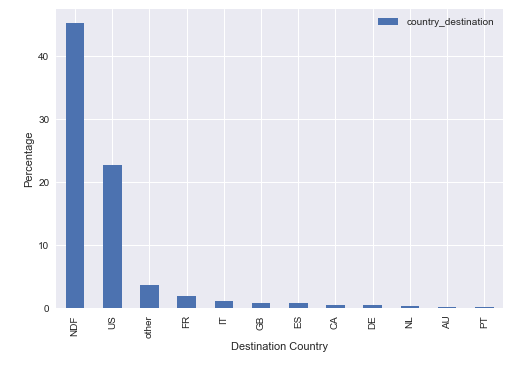 country_destination
Percentage
40
30
20
10
0
NDF
US
other
FR
IT
GB
ES
CA
DE
NL
AU
PT
Destination Country